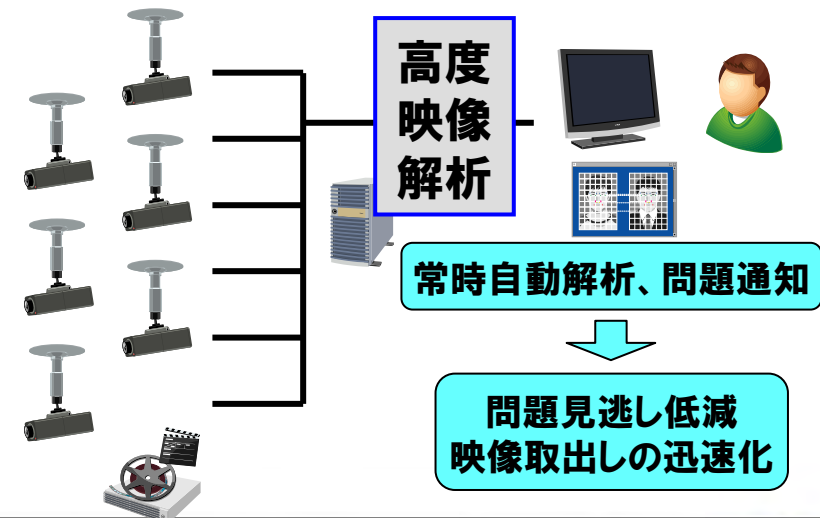 高度
映像
解析
常時自動解析、問題通知
問題見逃し低減
映像取出しの迅速化